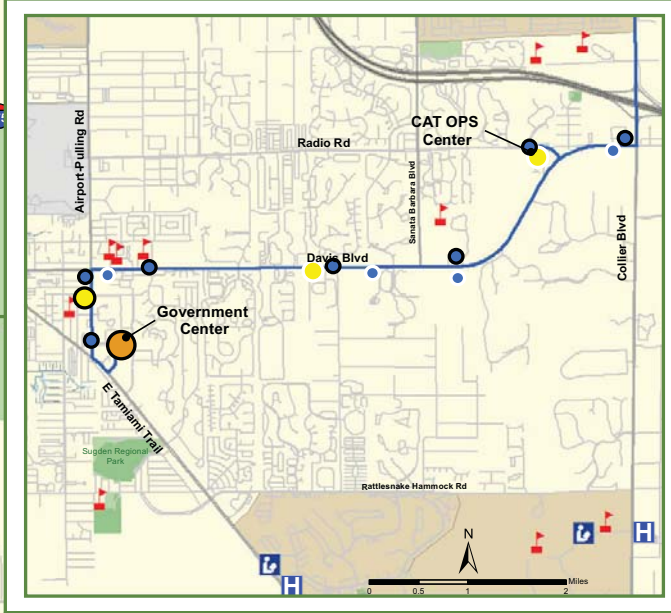 Airport-Pulling Rd
Radio Rd
CAT OPS
Center
Sanata Barbara Blvd
Collier Blvd
Davis Blvd
Government
Center
E Tamiami Trail
Sugden Regional
Park
Rattlesnake Hammock Rd
N
H
H
0 0.5 1 2 Miles